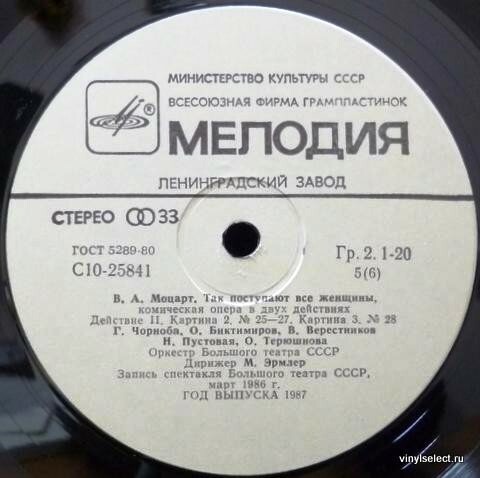 МИНИСТЕРСТВО КУЛЬТУРЫ СССР
ВСЕСОЮЗНАЯ ФИРМА ГРАМПЛАСТИНОК
®
МЕЛОДИЯ
ЛЕНИНГРАДСКИЙ ЗАВОД
СТЕРЕО 33
ГОСТ 5289-80
Гр. 2. 1-20
С10-25841
5(6)
В. А. Моцарт, Так поступают все женщины,
комическая опера в двух действиях
Действие II, Картина 2, № 25—27, Картина 3, № 28
Г. Чорноба, О. Биктимиров, В. Верестников
Н. Пустовая, О. Терюшнова
Оркестр Большого театра СССР
Дирижер М. Эрмлер
Запись спектакля Большого театра СССР,
март 1986 г.
ГОД ВЫПУСКА 1987
vinylselect.ru